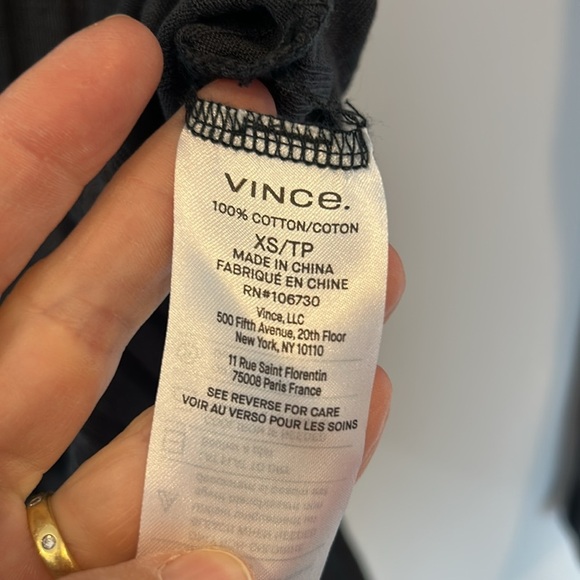 VINCE.
100% COTTON/COTON
XS/TP
MADE IN CHINA
FABRIQUÉ EN CHINE
RN#106730
Vince, LLC
500 Fifth Avenue, 20th Floor
New York, NY 10110
11 Rue Saint Florentin
75008 Paris France
SEE REVERSE FOR CARE
VOIR AU VERSO POUR LES SOINS